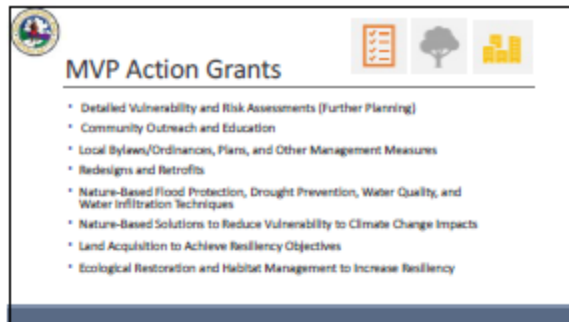 MVP Action Grants
• Detailed Vulnerability and Risk Assessments (Further Planning)
• Community Outreach and Education
• Local Bylaws/Ordinances, Plans, and Other Management Measures
• Redesigns and Retrofits
• Nature-Based Flood Protection, Drought Prevention, Water Quality, and
Water Infiltration Techniques
• Nature-Based Solutions to Reduce Vulnerability to Climate Change Impacts
• Land Acquisition to Achieve Resiliency Objectives
• Ecological Restoration and Habitat Management to Increase Resiliency